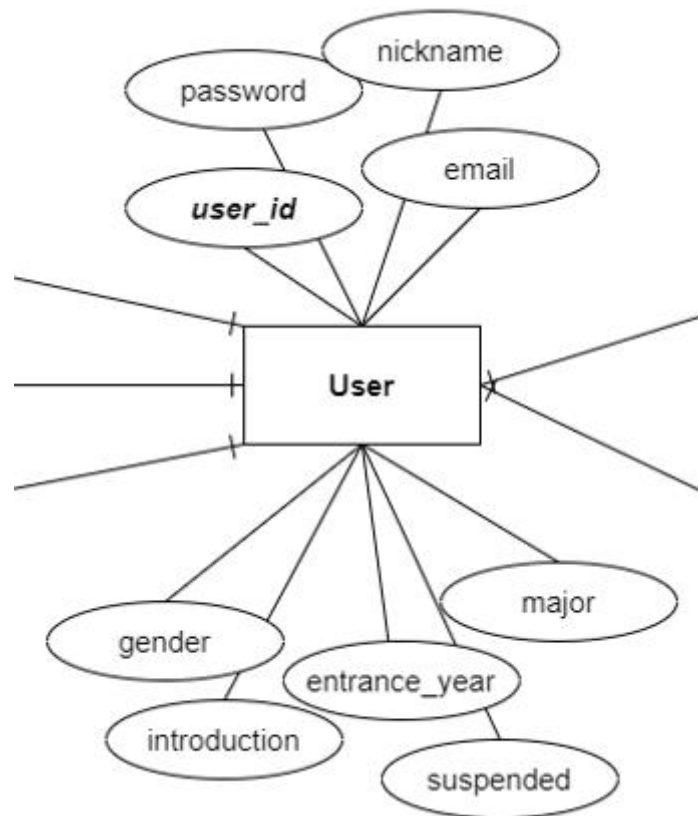 nickname
password
email
user_id
User
major
gender
entrance_year
introduction
suspended